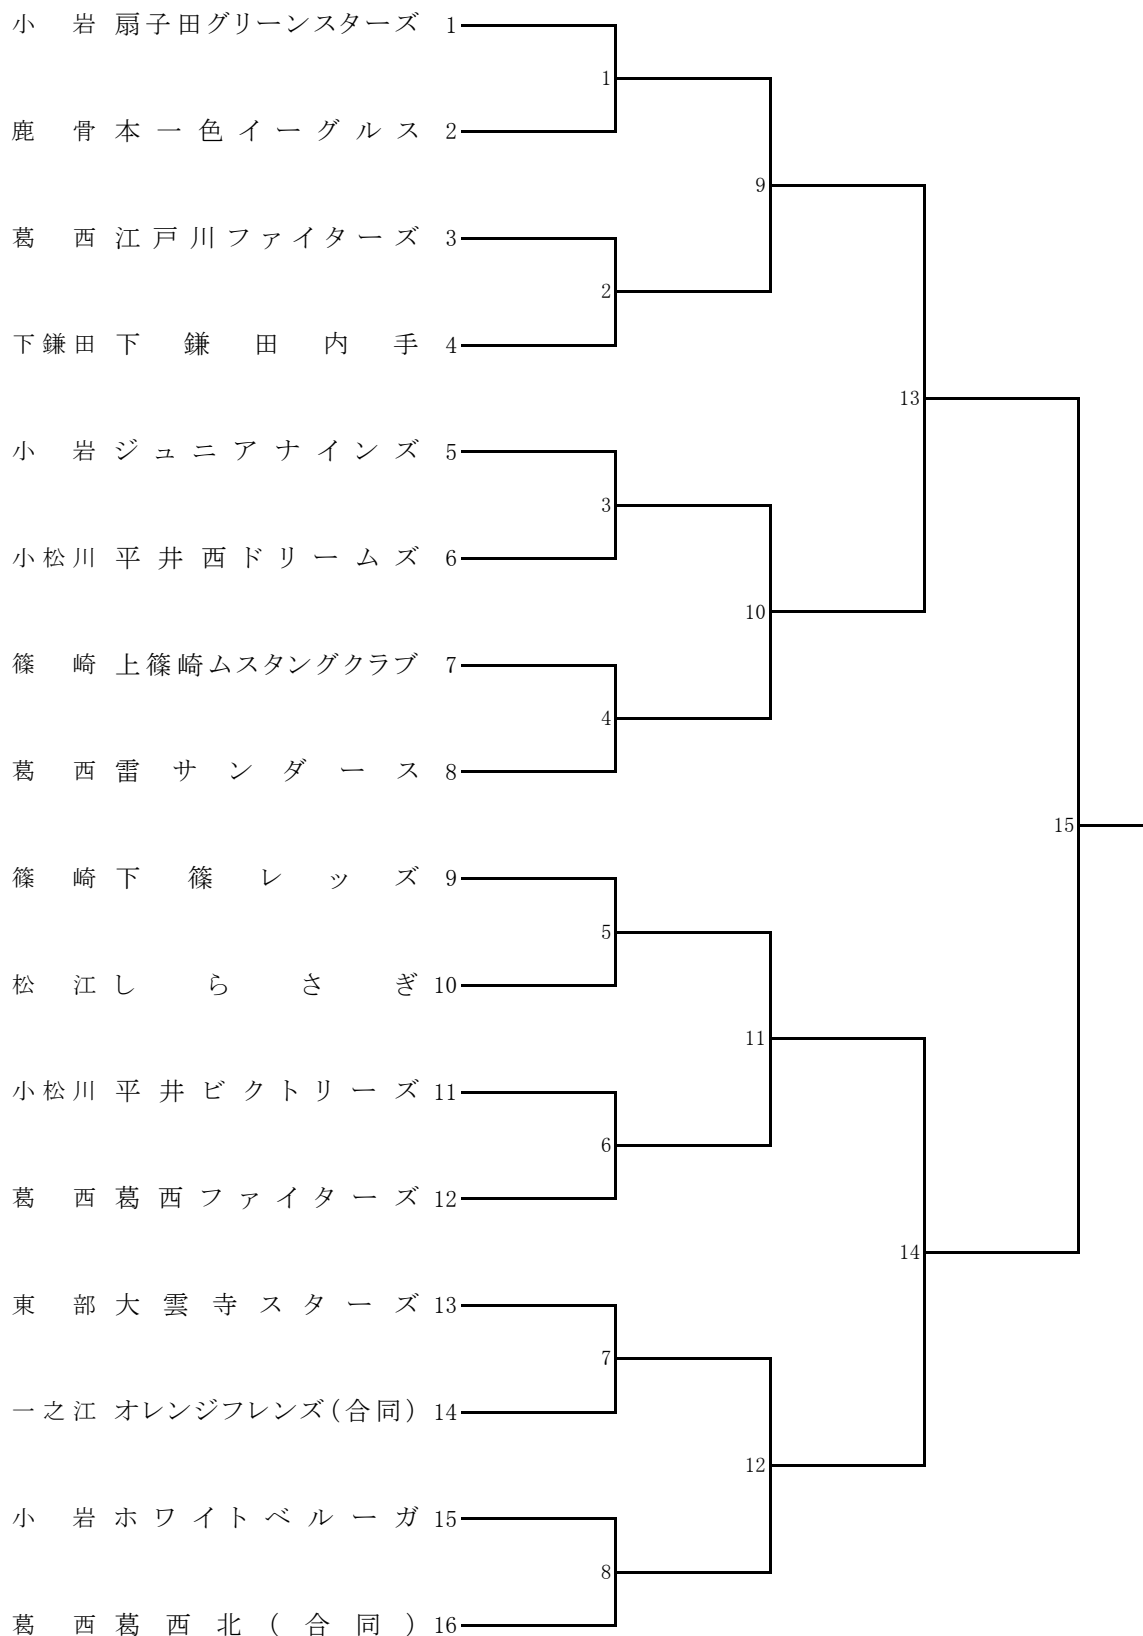 小岩 扇子田グリーンスターズ 1
1
鹿骨 本一色イーグルス 2
9
葛西 江戸川ファイターズ 3
2
下鎌田 下鎌田内手 4
13
小岩 ジュニアナインズ 5
3
小松川 平井西ドリームズ 6
10
篠崎 上篠崎ムスタングクラブ 7
4
葛西 雷サンダース 8
15
篠崎 下篠レッズ 9
5
松江 しらさぎ 10
11
小松川 平井ビクトリーズ 11
6
葛西 葛西ファイターズ 12
14
東部 大雲寺スターズ 13
7
一之江 オレンジフレンズ(合同) 14
12
小岩 ホワイトベルーガ 15
8
葛西 葛西北(合同) 16